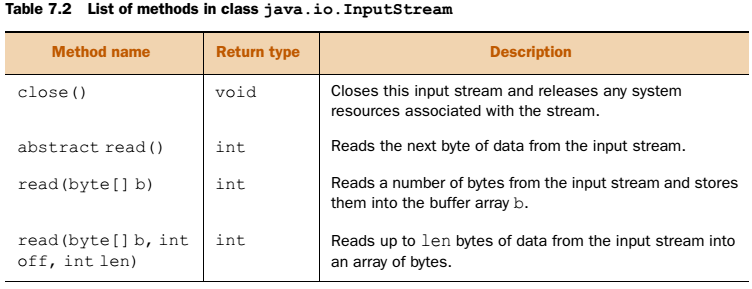 Table 7.2 List of methods in class java.io.InputStream
Method name Return type Description
close() void Closes this input stream and releases any system
resources associated with the stream.
abstract read() int Reads the next byte of data from the input stream.
read(byte[] b) int Reads a number of bytes from the input stream and stores
them into the buffer array b.
read(byte[] b, int int Reads up to len bytes of data from the input stream into
off, int len) an array of bytes.